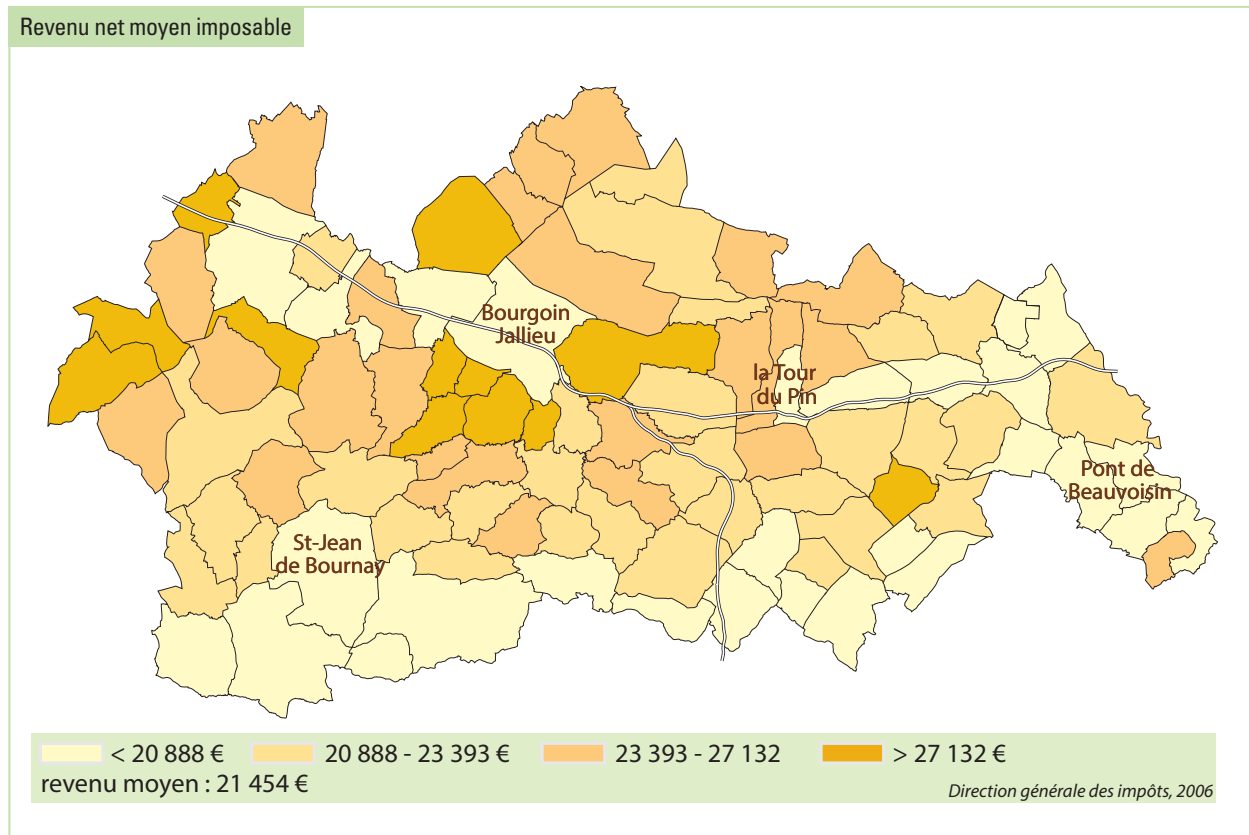 Revenu net moyen imposable
Bourgoin
Jallieu
la Tour
du Pin
Pont de
Beauvoisin
St-Jean
de Bournay
< 20 888 €
20 888 - 23 393 €
23 393 - 27 132
> 27 132 €
revenu moyen : 21 454 €
Direction générale des impôts, 2006